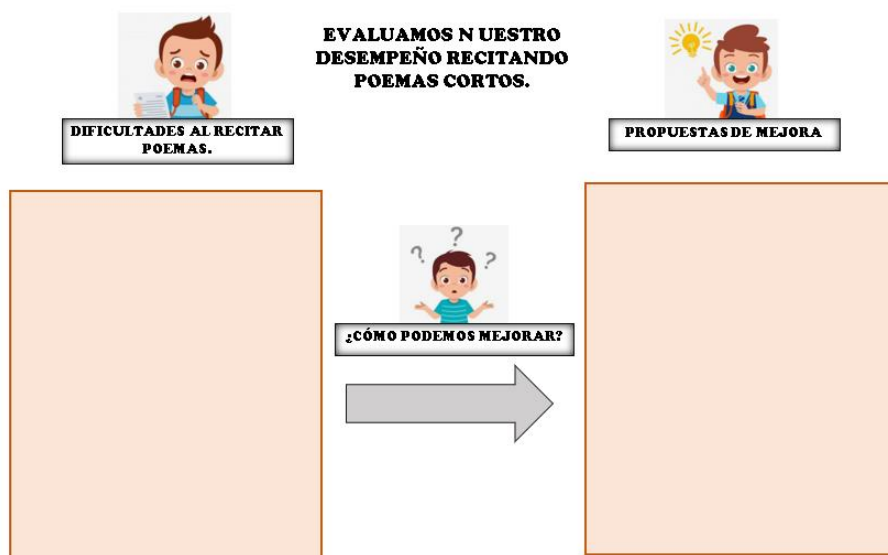 EVALUAMOS N UESTRO
DESEMPEÑO RECITANDO
POEMAS CORTOS.
DIFICULTADES AL RECITAR
POEMAS.
PROPUESTAS DE MEJORA
? ? ?
¿CÓMO PODEMOS MEJORAR?